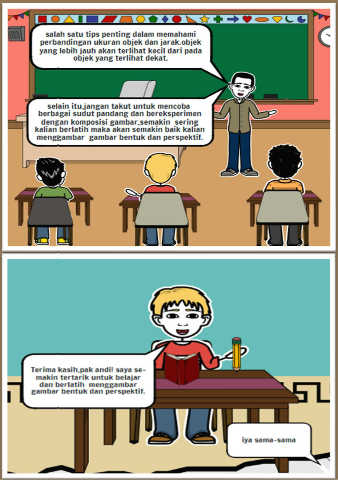 salah satu tips penting dalam memahami
perbandingan ukuran objek dan jarak.objek
yang lebih jauh akan terlihat kecil dari pada
objek yang terlihat dekat.
selain itu,jangan takut untuk mencoba
berbagai sudut pandang dan bereksperimen
dengan komposisi gambar,semakin sering
kalian berlatih maka akan semakin baik kalian
menggambar gambar bentuk dan perspektif.
Terima kasih,pak andi! saya se-
makin tertarik untuk belajar
dan berlatih menggambar
gambar bentuk dan perspektif.
iya sama-sama